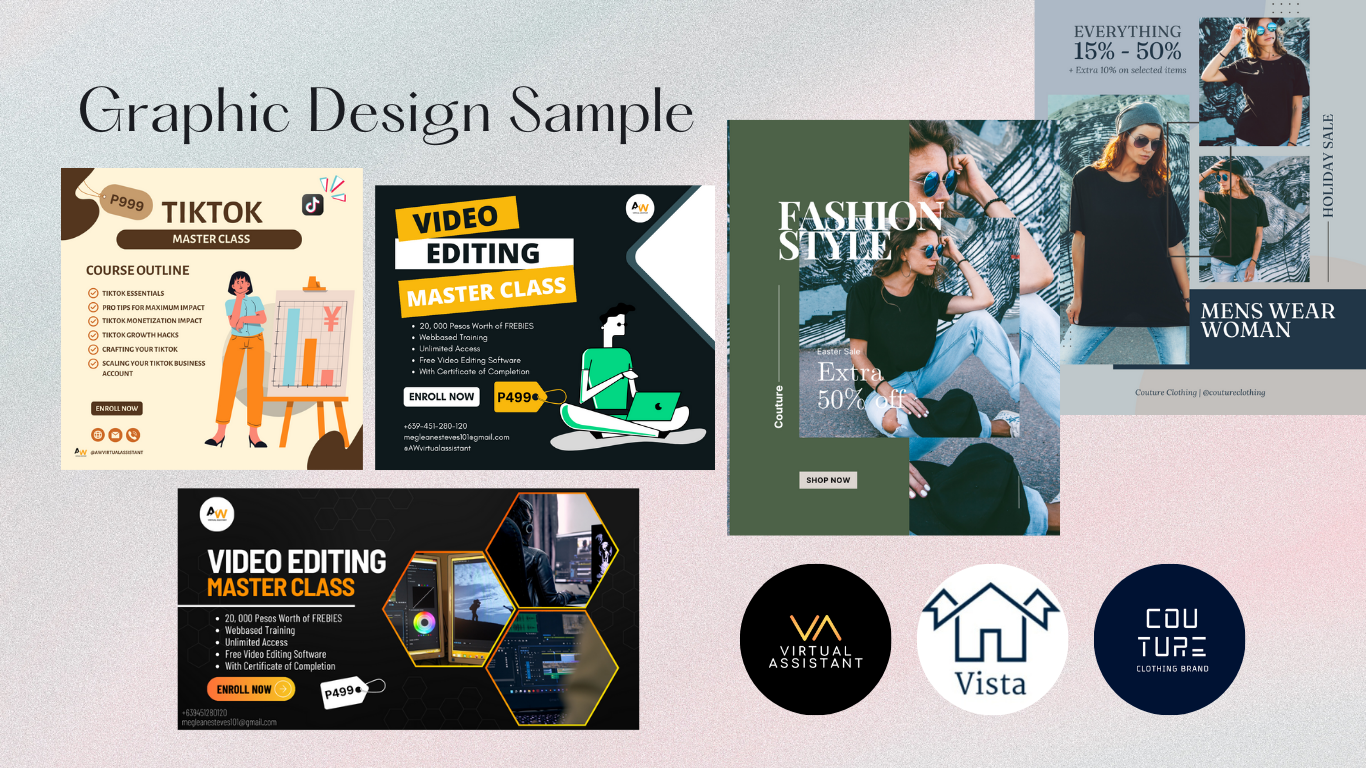 Graphic Design Sample
P999
TIKTOK
MASTER CLASS
COURSE OUTLINE
TIKTOK ESSENTIALS
PRO TIPS FOR MAXIMUM IMPACT
TIKTOK MONETIZATION IMPACT
TIKTOK GROWTH HACKS
CRAFTING YOUR TIKTOK
SCALING YOUR TIKTOK BUSINESS
ACCOUNT
ENROLL NOW
AW @AWVIRTUALASSISTANT
¥
VIDEO
EDITING
MASTER CLASS
AW
20, 000 Pesos Worth of FREEBIES
Webbased Training
Unlimited Access
Free Video Editing Software
With Certificate of Completion
ENROLL NOW
P499
+639-451-280-120
megleanesteves101@gmail.com
@AWvirtualassistant
AW
VIDEO EDITING
MASTER CLASS
20, 000 Pesos Worth of FREBIES
Webbased Training
Unlimited Access
Free Video Editing Software
With Certificate of Completion
ENROLL NOW
P499
+639451280120
megleanesteves101@gmail.com
FASHION
STYLE
Couture
Easter Sale
Extra
50% off
SHOP NOW
EVERYTHING
15% - 50%
+ Extra 10% on selected items
HOLIDAY SALE
MENS WEAR
WOMAN
Couture Clothing | @coutureclothing
VA
VIRTUAL
ASSISTANT
Vista
COU
TURE
CLOTHING BRAND